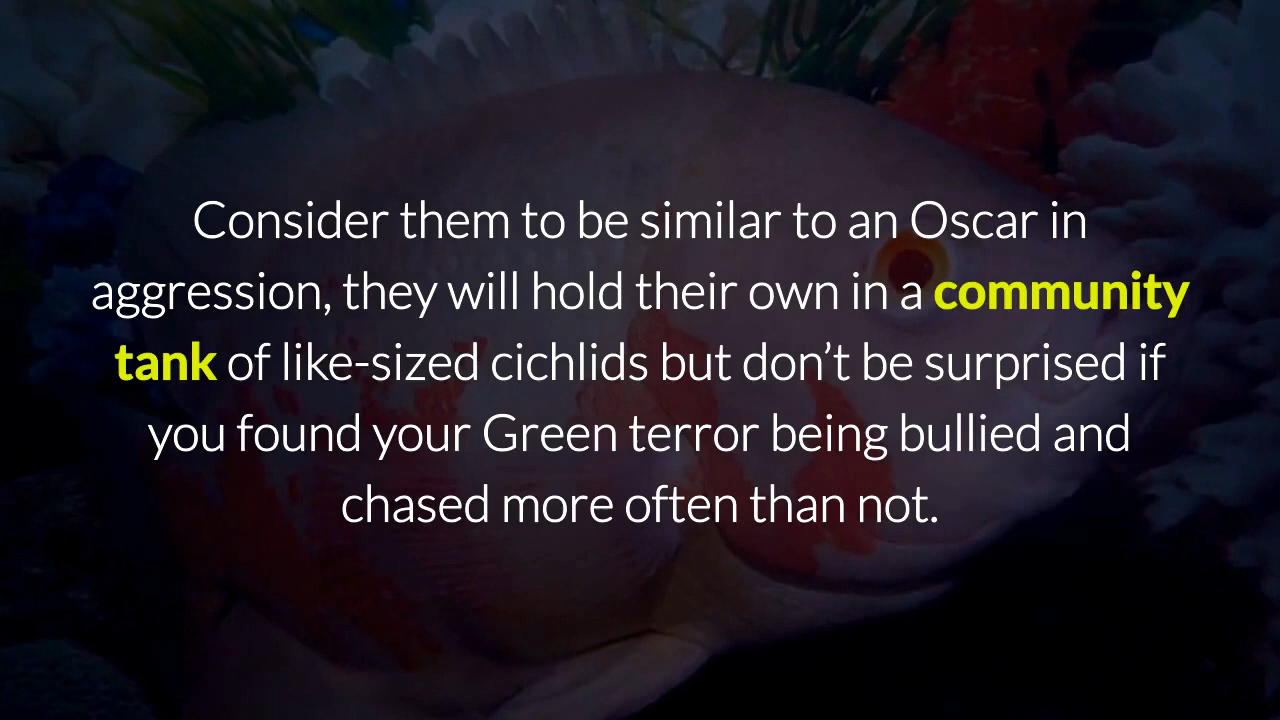 Consider them to be similar to an Oscar in
aggression, they will hold their own in a community
tank of like-sized cichlids but don’t be surprised if
you found your Green terror being bullied and
chased more often than not.